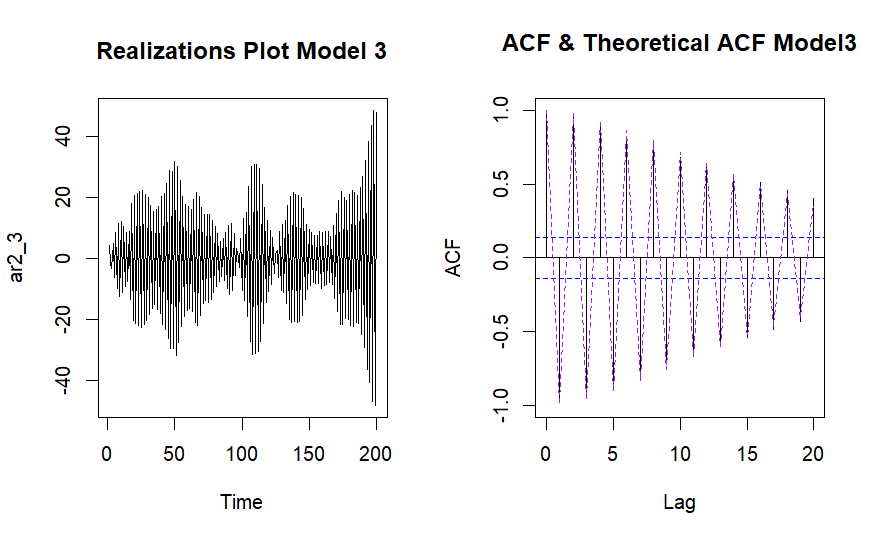 Realizations Plot Model 3
ar2_3
40
20
0
-20
-40
0 50 100 150 200
Time
ACF & Theoretical ACF Model3
ACF
1.0
0.5
0.0
-0.5
-1.0
0 5 10 15 20
Lag